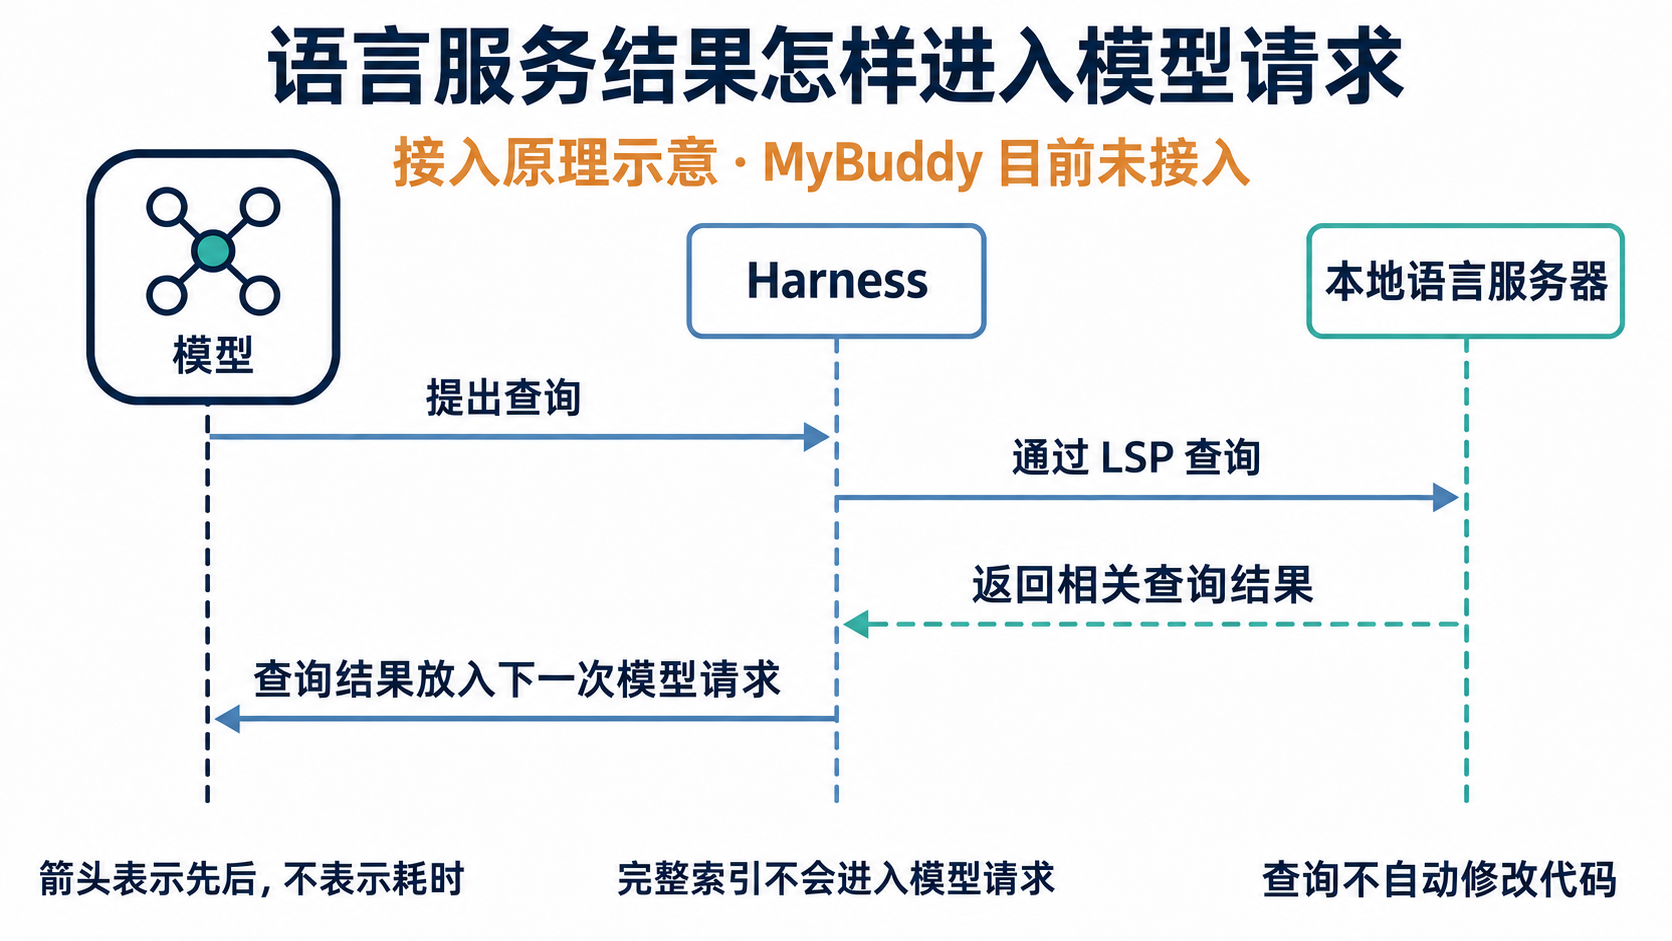 语言服务结果怎样进入模型请求
接入原理示意 · MyBuddy 目前未接入
模型
Harness
本地语言服务器
提出查询
通过 LSP 查询
返回相关查询结果
查询结果放入下一次模型请求
箭头表示先后, 不表示耗时
完整索引不会进入模型请求
查询不自动修改代码